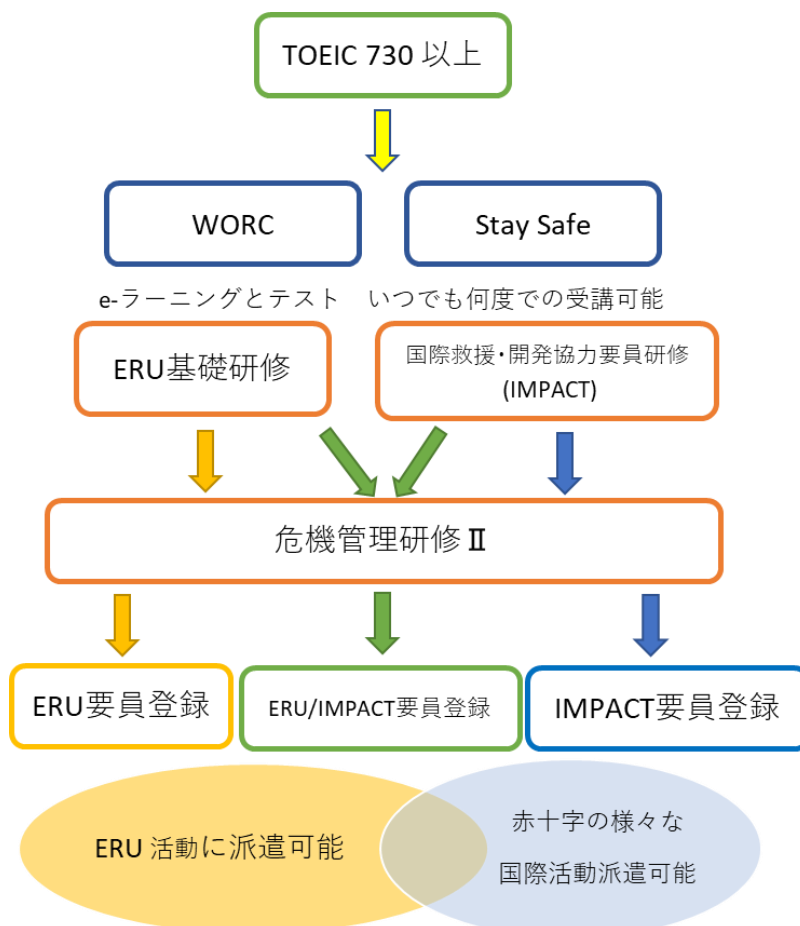 TOEIC 730 以上
WORC
Stay Safe
e-ラーニングとテスト　いつでも何度での受講可能
ERU基礎研修
国際救援・開発協力要員研修
(IMPACT)
危機管理研修Ⅱ
ERU要員登録
ERU/IMPACT要員登録
IMPACT要員登録
ERU 活動に派遣可能
赤十字の様々な
国際活動派遣可能